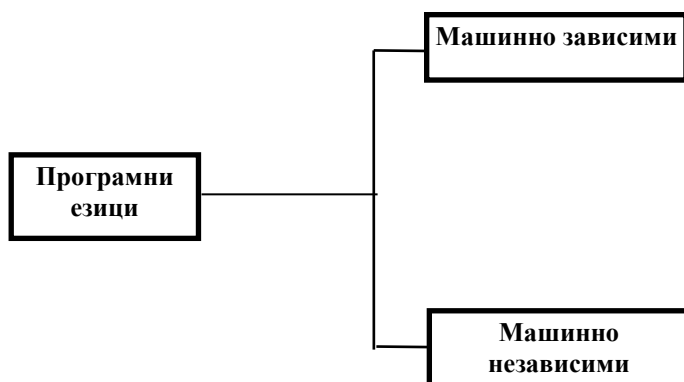 Машинно зависими
Програмни
езици
Машинно
независими